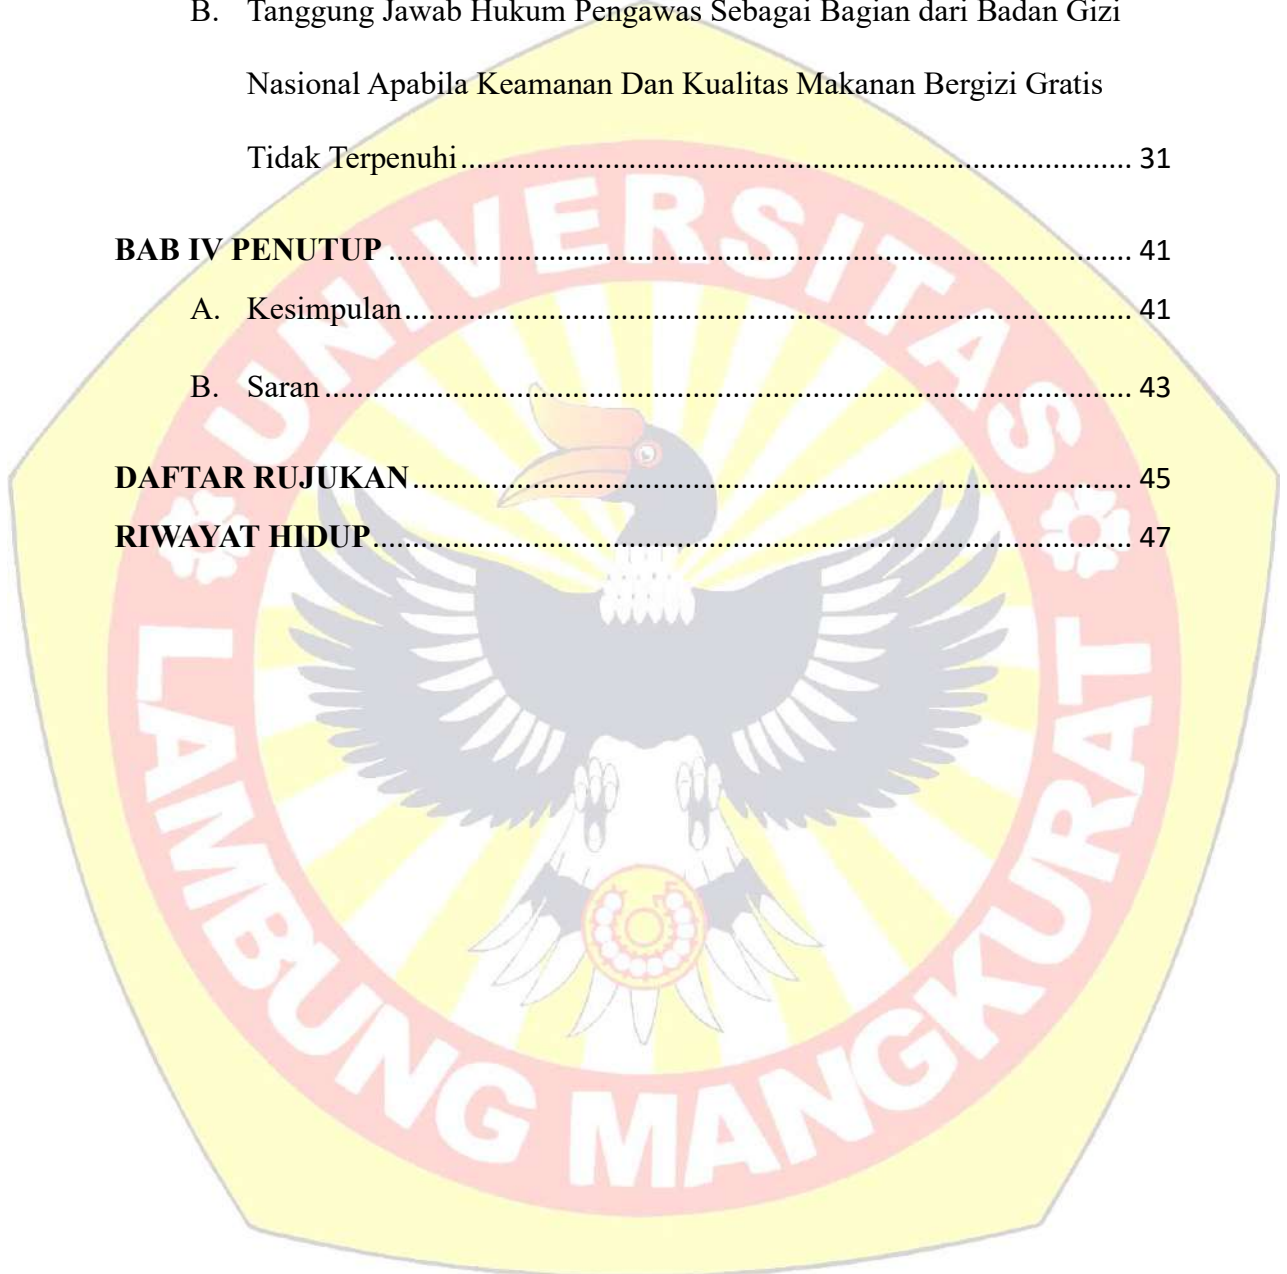 B. Tanggung Jawab Hukum Pengawas Sebagai Bagian dari Badan Gizi
Nasional Apabila Keamanan Dan Kualitas Makanan Bergizi Gratis
Tidak Terpenuhi.................................................................................... 31
BAB IV PENUTUP ............................................................................................. 41
A. Kesimpulan........................................................................................... 41
B. Saran ..................................................................................................... 43
DAFTAR RUJUKAN.......................................................................................... 45
RIWAYAT HIDUP............................................................................................... 47
UNIVERSITAS
LAMBUNG MANGKURAT